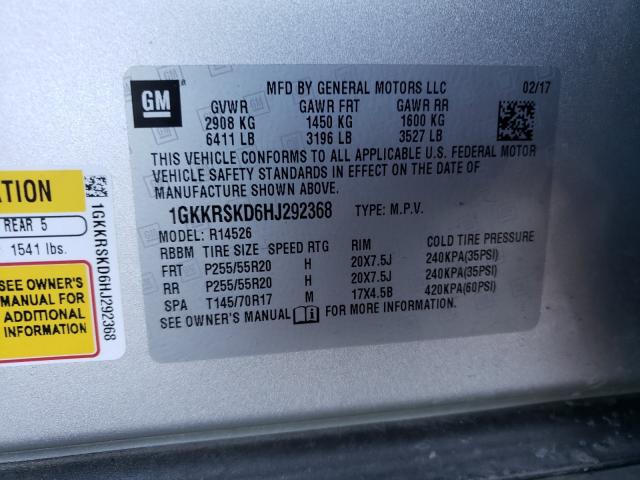 GM
MFD BY GENERAL MOTORS LLC 02/17
GVWR GAWR FRT GAWR RR
2908 KG 1450 KG 1600 KG
6411 LB 3196 LB 3527 LB
THIS VEHICLE CONFORMS TO ALL APPLICABLE U.S. FEDERAL MOTOR
VEHICLE SAFETY STANDARDS IN EFFECT ON THE DATE OF
MANUFACTURE SHOWN ABOVE.
1GKKRSKD6HJ292368 TYPE: M.P.V.
MODEL: R14526
RBBM TIRE SIZE SPEED RTG RIM COLD TIRE PRESSURE
FRT P255/55R20 H 20X7.5J 240KPA(35PSI)
RR P255/55R20 H 20X7.5J 240KPA(35PSI)
SPA T145/70R17 M 17X4.5B 420KPA(60PSI)
SEE OWNER'S MANUAL FOR MORE INFORMATION.
ATION
REAR 5
1541 lbs.
SEE OWNER'S
MANUAL FOR
ADDITIONAL
INFORMATION
1GKKRSKD6HJ292368